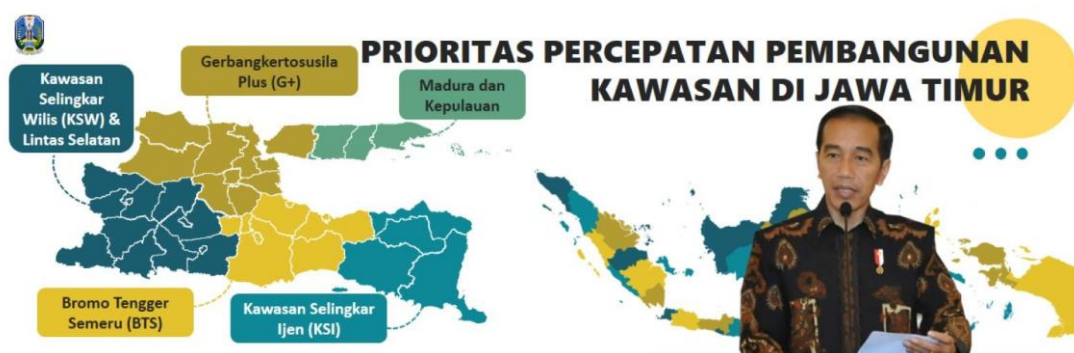 PRIORITAS PERCEPATAN PEMBANGUNAN
KAWASAN DI JAWA TIMUR
Kawasan
Selingkar
Wilis (KSW) &
Lintas Selatan
Gerbangkertosusila
Plus (G+)
Madura dan
Kepulauan
Bromo Tengger
Semeru (BTS)
Kawasan Selingkar
Ijen (KSI)